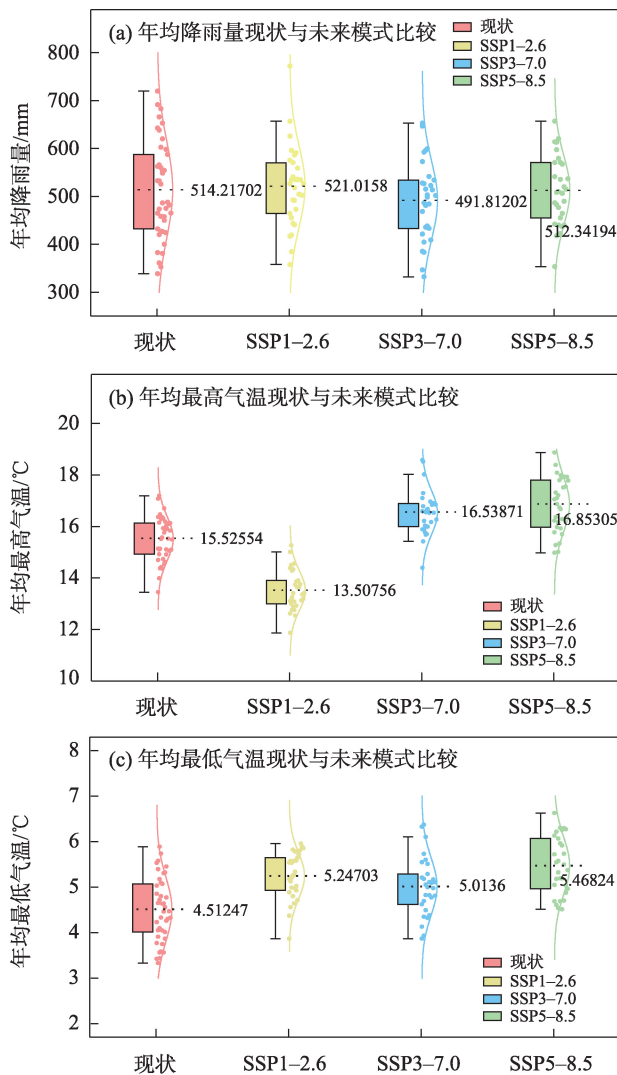 (a) 年均降雨量现状与未来模式比较
现状
SSP1–2.6
SSP3–7.0
SSP5–8.5
年均降雨量/mm
800
700
600
500
400
300
514.21702
521.0158
491.81202
512.34194
现状 SSP1–2.6 SSP3–7.0 SSP5–8.5
(b) 年均最高气温现状与未来模式比较
年均最高气温/℃
20
18
16
14
12
10
15.52554
13.50756
16.53871
16.85305
现状
SSP1–2.6
SSP3–7.0
SSP5–8.5
现状 SSP1–2.6 SSP3–7.0 SSP5–8.5
(c) 年均最低气温现状与未来模式比较
年均最低气温/℃
8
7
6
5
4
3
2
4.51247
5.24703
5.0136
5.46824
现状
SSP1–2.6
SSP3–7.0
SSP5–8.5
现状 SSP1–2.6 SSP3–7.0 SSP5–8.5